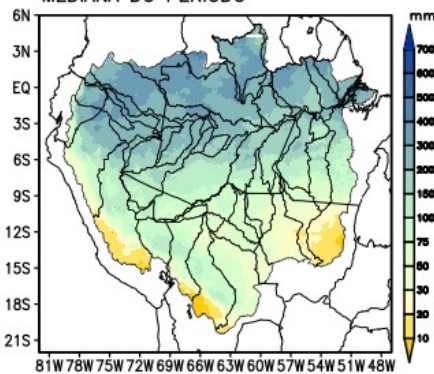 MEDIANA DO PERIODO
6N
3N
EQ
3S
6S
9S
12S
15S
18S
21S
81W 78W 75W 72W 69W 66W 63W 60W 57W 54W 51W 48W
mm
700
600
500
400
300
200
150
100
75
50
30
20
10